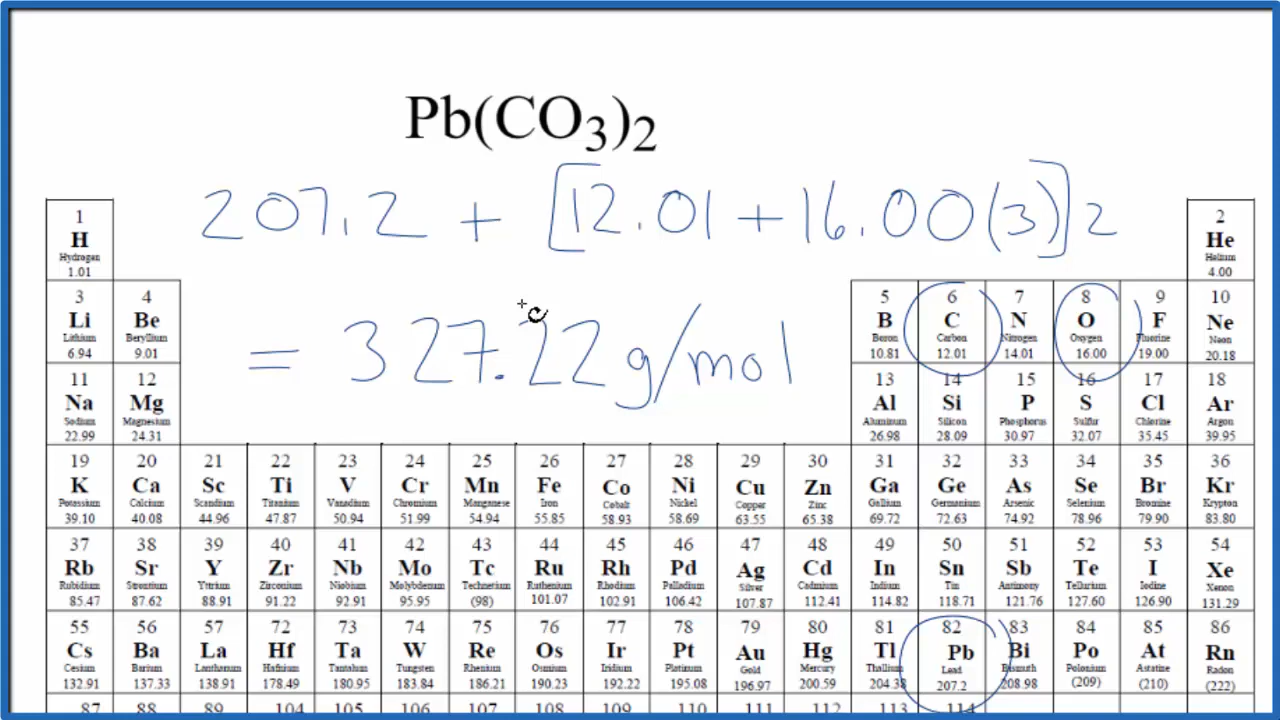 Pb(CO3)2
207.2 + [12.01 + 16.00(3)]2
= 327.22 g/mol
1 2
H He
Hydrogen Helium
1.01 4.00
3 4 5 6 7 8 9 10
Li Be B C N O F Ne
Lithium Beryllium Boron Carbon Nitrogen Oxygen Fluorine Neon
6.94 9.01 10.81 12.01 14.01 16.00 19.00 20.18
11 12 13 14 15 16 17 18
Na Mg Al Si P S Cl Ar
Sodium Magnesium Aluminum Silicon Phosphorus Sulfur Chlorine Argon
22.99 24.31 26.98 28.09 30.97 32.07 35.45 39.95
19 20 21 22 23 24 25 26 27 28 29 30 31 32 33 34 35 36
K Ca Sc Ti V Cr Mn Fe Co Ni Cu Zn Ga Ge As Se Br Kr
Potassium Calcium Scandium Titanium Vanadium Chromium Manganese Iron Cobalt Nickel Copper Zinc Gallium Germanium Arsenic Selenium Bromine Krypton
39.10 40.08 44.96 47.87 50.94 51.99 54.94 55.85 58.93 58.69 63.55 65.38 69.72 72.63 74.92 78.96 79.90 83.80
37 38 39 40 41 42 43 44 45 46 47 48 49 50 51 52 53 54
Rb Sr Y Zr Nb Mo Tc Ru Rh Pd Ag Cd In Sn Sb Te I Xe
Rubidium Strontium Yttrium Zirconium Niobium Molybdenum Technetium Ruthenium Rhodium Palladium Silver Cadmium Indium Tin Antimony Tellurium Iodine Xenon
85.47 87.62 88.91 91.22 92.91 95.95 (98) 101.07 102.91 106.42 107.87 112.41 114.82 118.71 121.76 127.60 126.90 131.29
55 56 57 72 73 74 75 76 77 78 79 80 81 82 83 84 85 86
Cs Ba La Hf Ta W Re Os Ir Pt Au Hg Tl Pb Bi Po At Rn
Cesium Barium Lanthanum Hafnium Tantalum Tungsten Rhenium Osmium Iridium Platinum Gold Mercury Thallium Lead Bismuth Polonium Astatine Radon
132.91 137.33 138.91 178.49 180.95 183.84 186.21 190.23 192.22 195.08 196.97 200.59 204.38 207.2 208.98 (209) (210) (222)
87 88 89 104 105 106 107 108 109 110 111 112 113 114